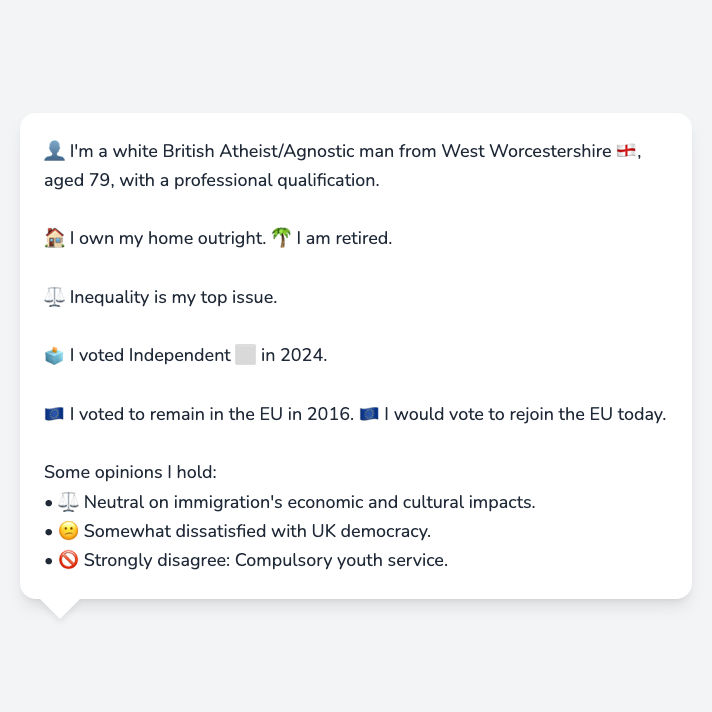 👤 I'm a white British Atheist/Agnostic man from West Worcestershire 🏴󠁧󠁢󠁥󠁮󠁧󠁿,
aged 79, with a professional qualification.
🏠 I own my home outright. 🌴 I am retired.
⚖️ Inequality is my top issue.
🗳️ I voted Independent ⬜ in 2024.
🇪🇺 I voted to remain in the EU in 2016. 🇪🇺 I would vote to rejoin the EU today.
Some opinions I hold:
• ⚖️ Neutral on immigration's economic and cultural impacts.
• 😕 Somewhat dissatisfied with UK democracy.
• 🚫 Strongly disagree: Compulsory youth service.